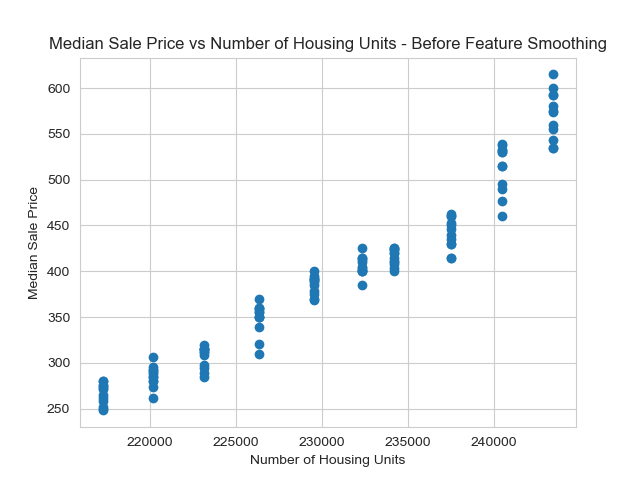 Median Sale Price vs Number of Housing Units - Before Feature Smoothing
600
550
500
450
400
350
300
250
Median Sale Price
220000 225000 230000 235000 240000
Number of Housing Units